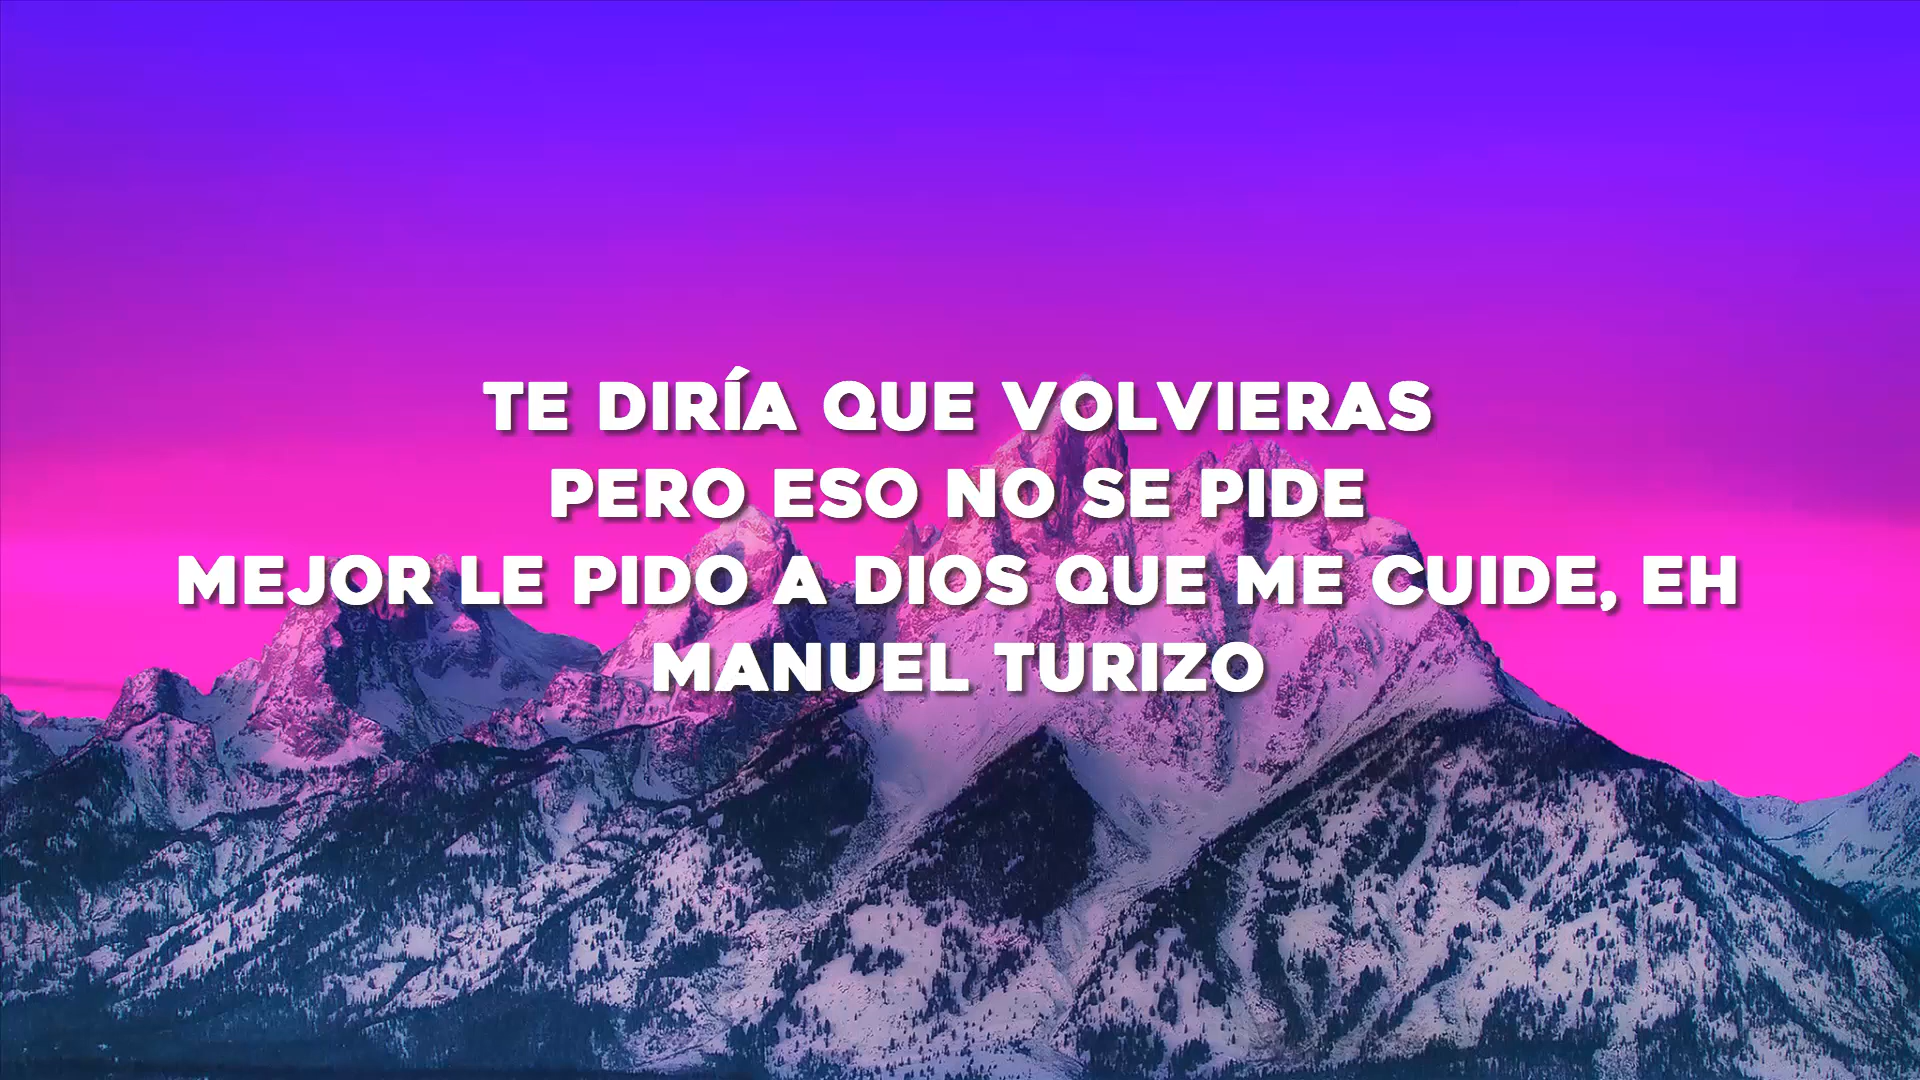 TE DIRÍA QUE VOLVIERAS
PERO ESO NO SE PIDE
MEJOR LE PIDO A DIOS QUE ME CUIDE, EH
MANUEL TURIZO